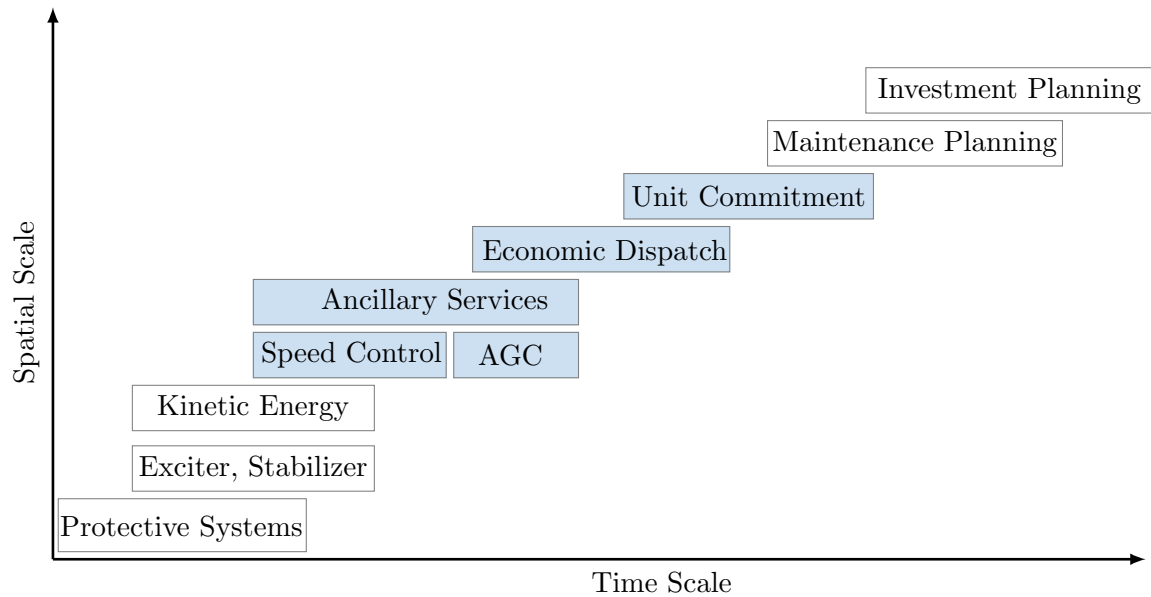 Investment Planning
Maintenance Planning
Unit Commitment
Economic Dispatch
Ancillary Services
Speed Control
AGC
Kinetic Energy
Exciter, Stabilizer
Protective Systems
Spatial Scale
Time Scale